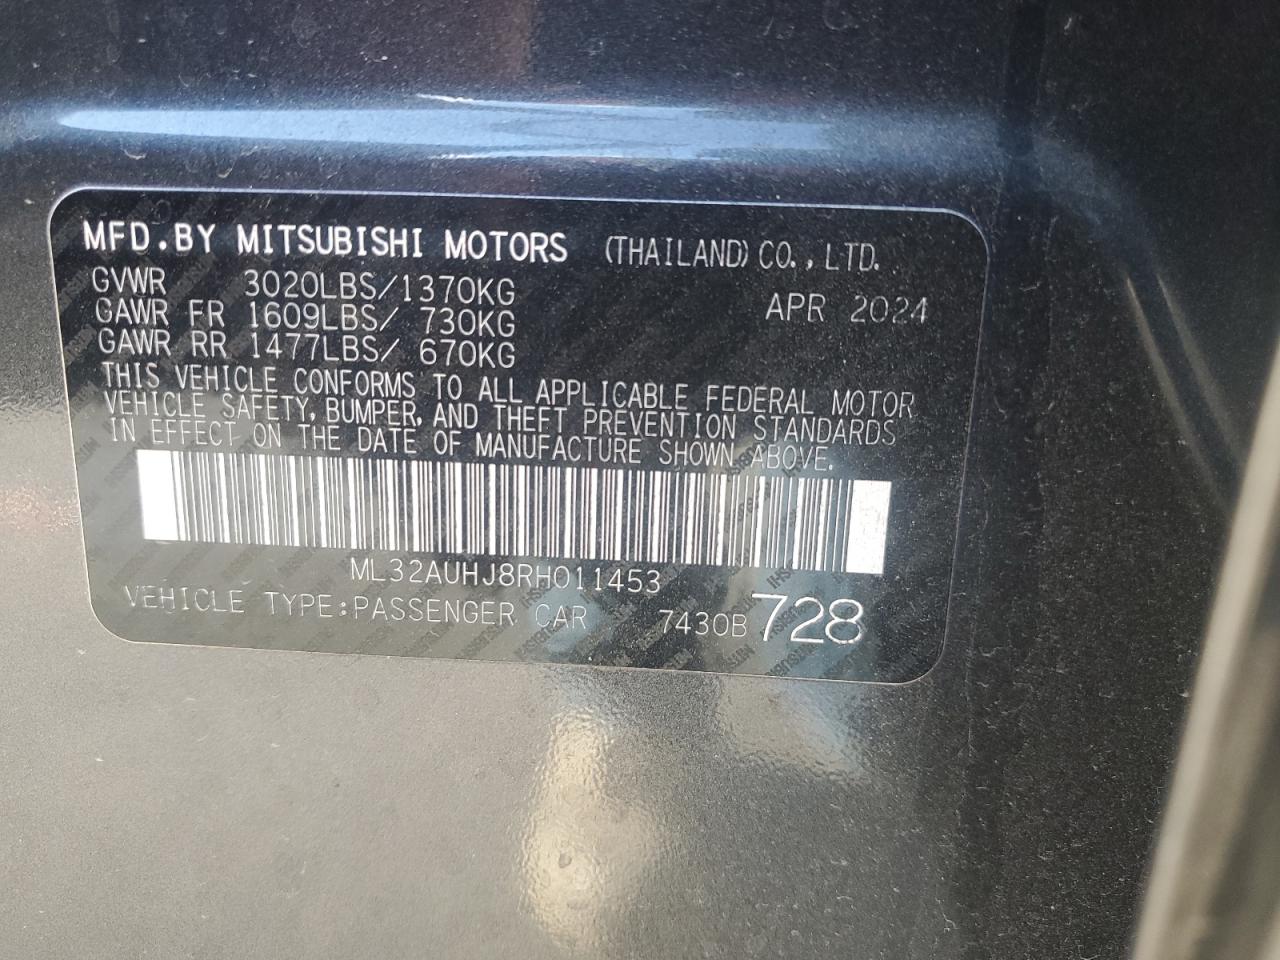 MFD.BY MITSUBISHI MOTORS (THAILAND) CO., LTD.
GVWR 3020LBS/1370KG APR 2024
GAWR FR 1609LBS/ 730KG
GAWR RR 1477LBS/ 670KG
THIS VEHICLE CONFORMS TO ALL APPLICABLE FEDERAL MOTOR
VEHICLE SAFETY, BUMPER, AND THEFT PREVENTION STANDARDS
IN EFFECT ON THE DATE OF MANUFACTURE SHOWN ABOVE.
ML32AUHJ8RH011453
VEHICLE TYPE:PASSENGER CAR 7430B 728